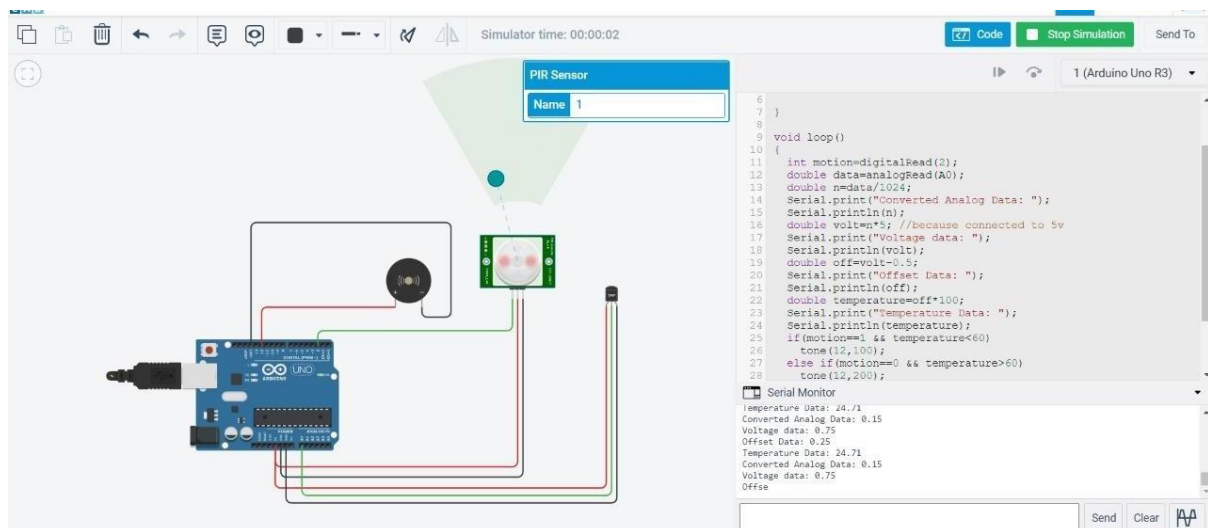 Simulator time: 00:00:02
Code
Stop Simulation
Send To
PIR Sensor
Name 1
1 (Arduino Uno R3)
6
7 }
8
9 void loop()
10 {
11 int motion=digitalRead(2);
12 double data=analogRead(A0);
13 double n=data/1024;
14 Serial.print("Converted Analog Data: ");
15 Serial.println(n);
16 double volt=n*5; //because connected to 5v
17 Serial.print("Voltage data: ");
18 Serial.println(volt);
19 double off=volt-0.5;
20 Serial.print("Offset Data: ");
21 Serial.println(off);
22 double temperature=off*100;
23 Serial.print("Temperature Data: ");
24 Serial.println(temperature);
25 if(motion==1 && temperature<60)
26 tone(12,100);
27 else if(motion==0 && temperature>60)
28 tone(12,200);
UNO
ARDUINO
Serial Monitor
Temperature Data: 24.71
Converted Analog Data: 0.15
Voltage data: 0.75
Offset Data: 0.25
Temperature Data: 24.71
Converted Analog Data: 0.15
Voltage data: 0.75
Offse
Send
Clear